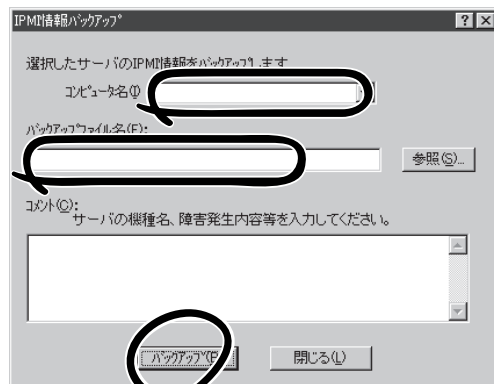 IPMI情報バックアップ
選択したサーバのIPMI情報をバックアップします
コンピュータ名(I)
バックアップファイル名(F):
参照(S)...
コメント(C):
サーバの機種名、障害発生内容等を入力してください。
バックアップ(B)
閉じる(L)